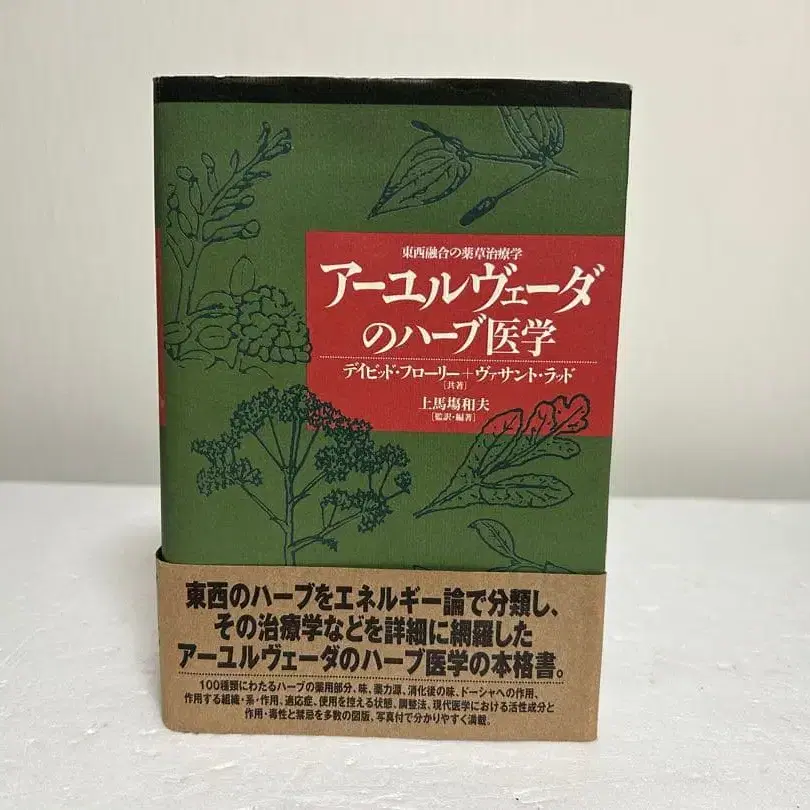 東西融合の薬草治療学
アーユルヴェーダ
のハーブ医学
デイビッド・フローリー+ヴァサント・ラッド
[共著]
上馬塲和夫
[監訳・編著]
東西のハーブをエネルギー論で分類し、
その治療学などを詳細に網羅した
アーユルヴェーダのハーブ医学の本格書。
100種類にわたるハーブの薬用部分、味、薬力源、消化後の味、ドーシャへの作用、
作用する組織・系・作用、適応症、使用を控える状態、調整法、現代医学における活性成分と
作用・毒性と禁忌を多数の図版、写真付で分かりやすく満載。